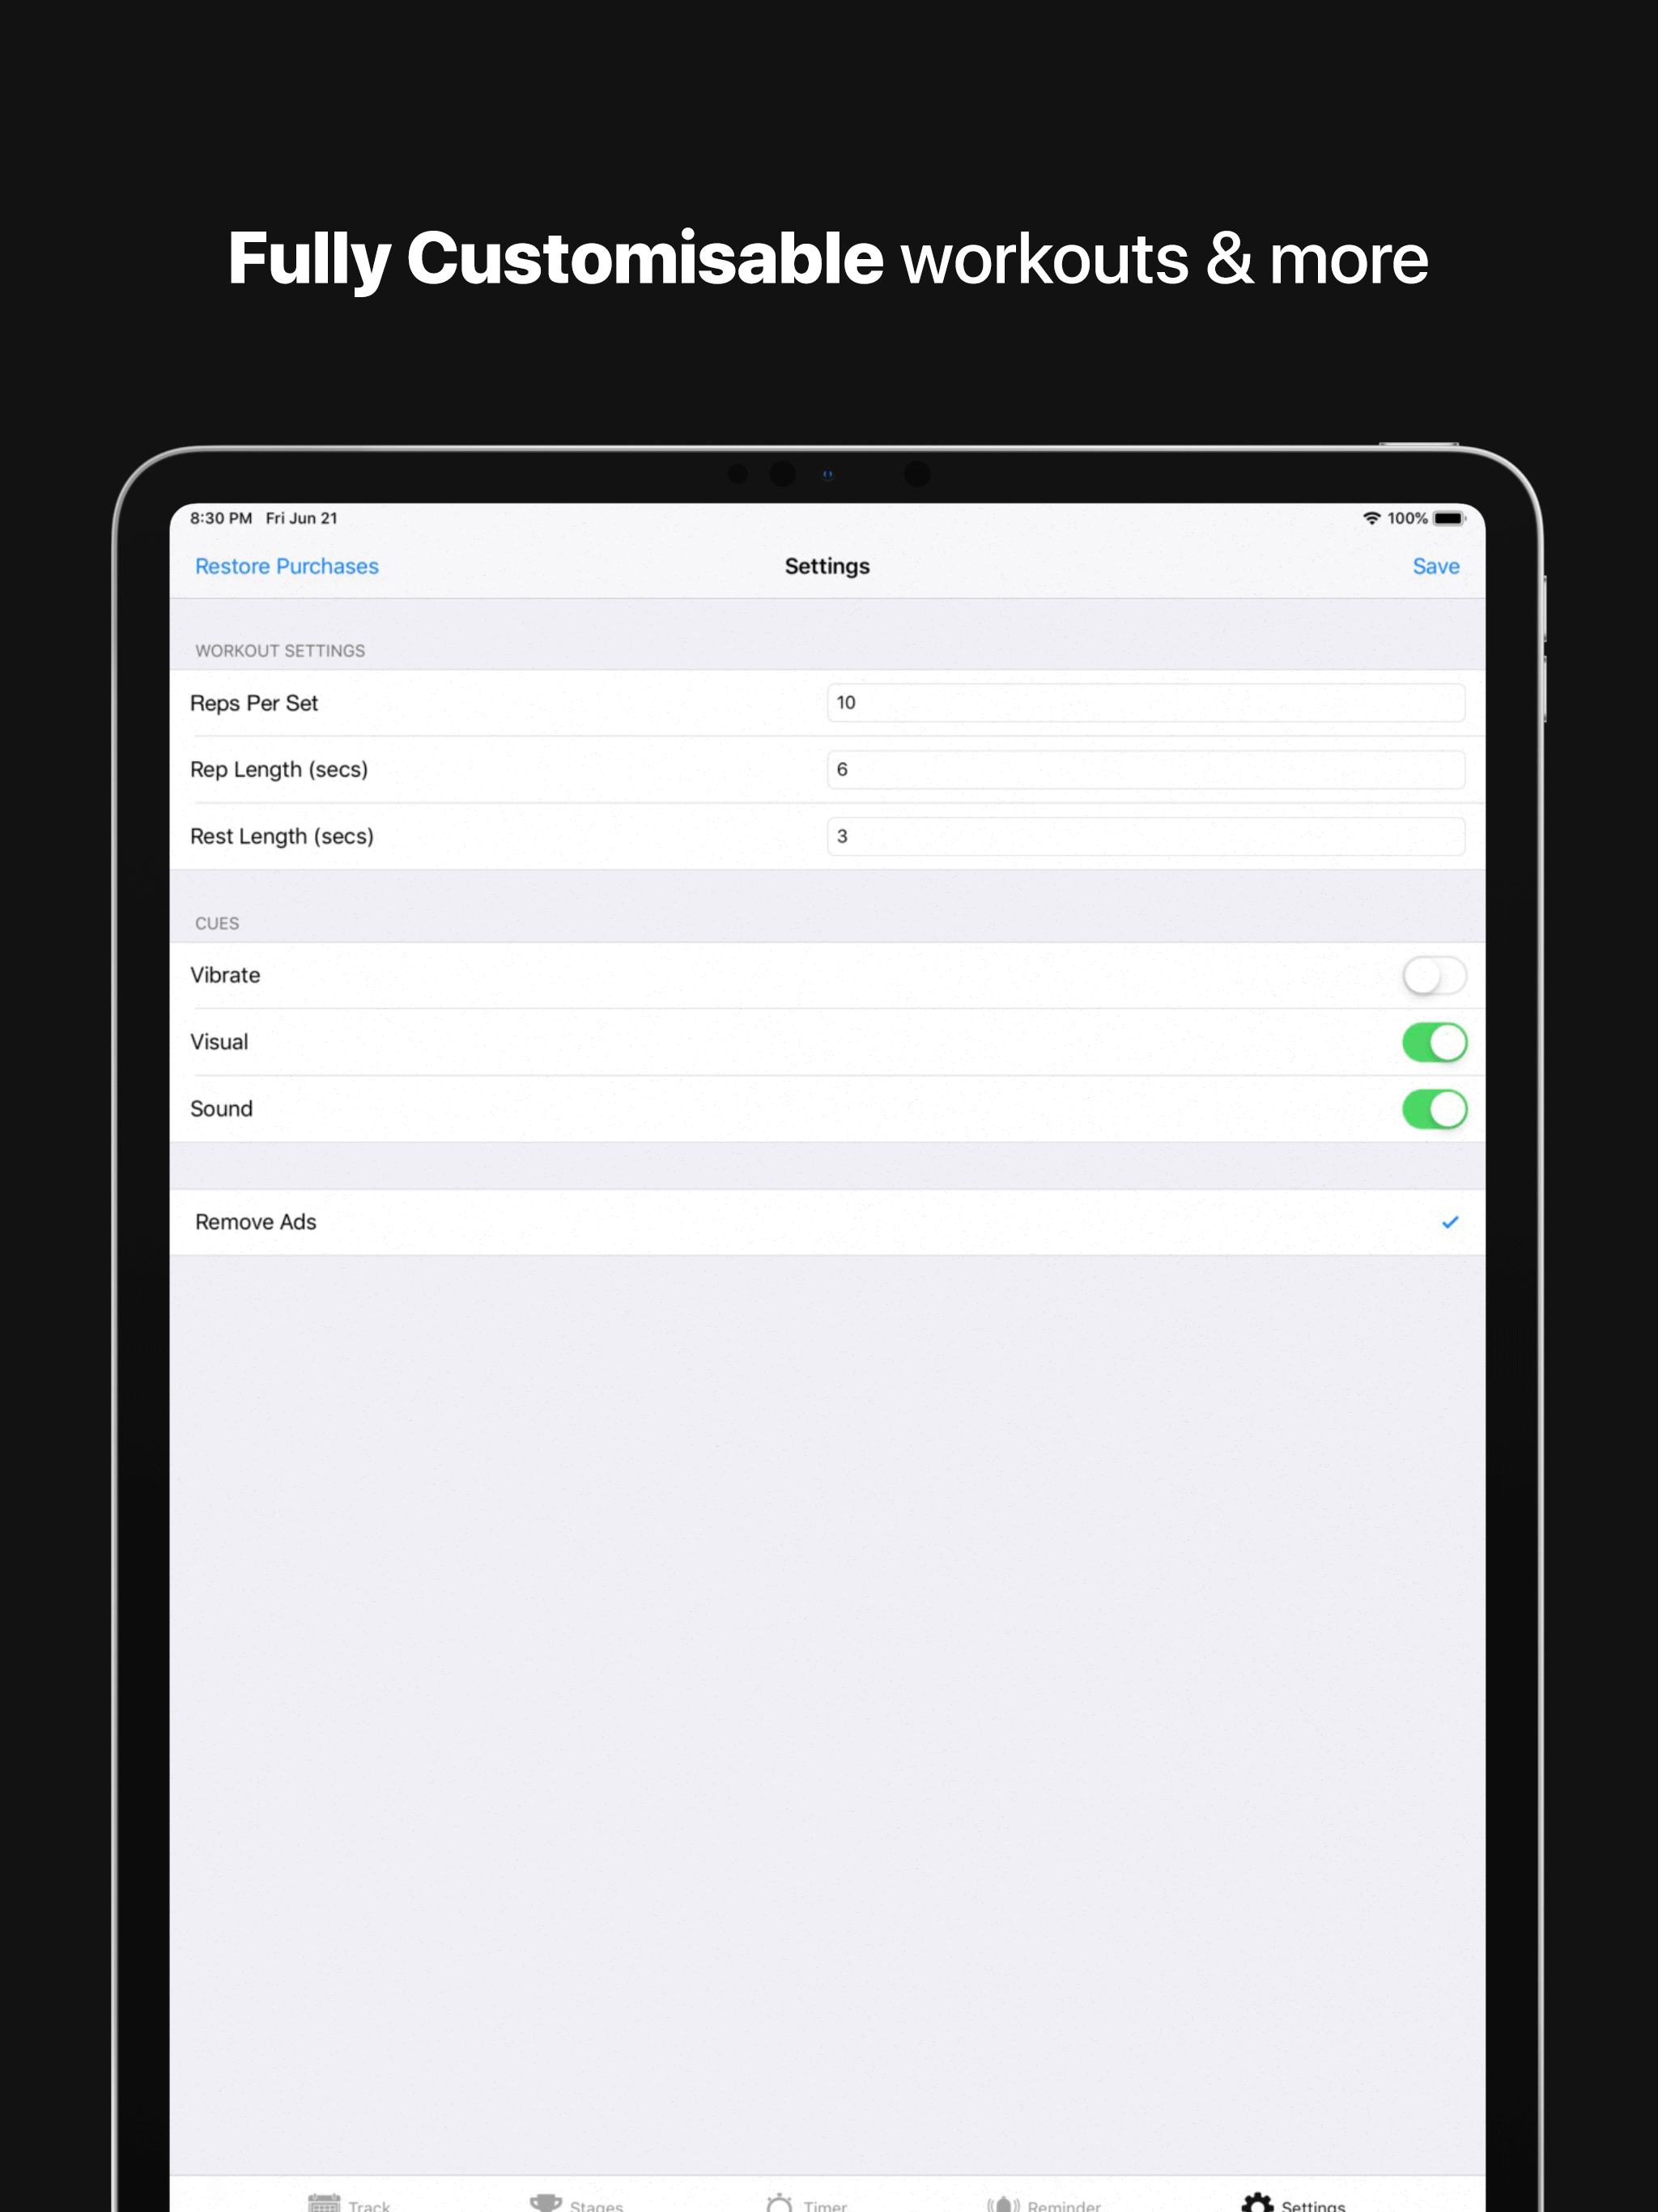 Fully Customisable workouts & more
8:30 PM Fri Jun 21
100%
Restore Purchases
Settings
Save
WORKOUT SETTINGS
Reps Per Set
10
Rep Length (secs)
6
Rest Length (secs)
3
CUES
Vibrate
Visual
Sound
Remove Ads
Track
Stages
Timer
Reminder
Settings